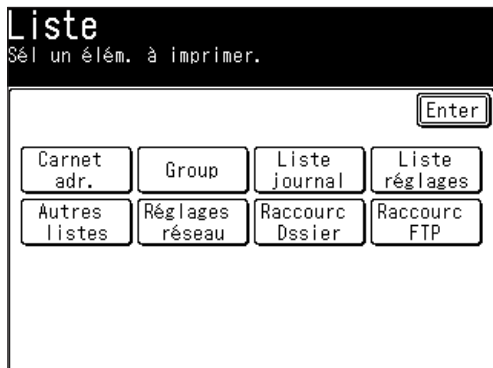 Liste
Sél un élém. à imprimer.
Enter
Carnet adr.
Group
Liste journal
Liste réglages
Autres listes
Réglages réseau
Raccourc Dssier
Raccourc FTP